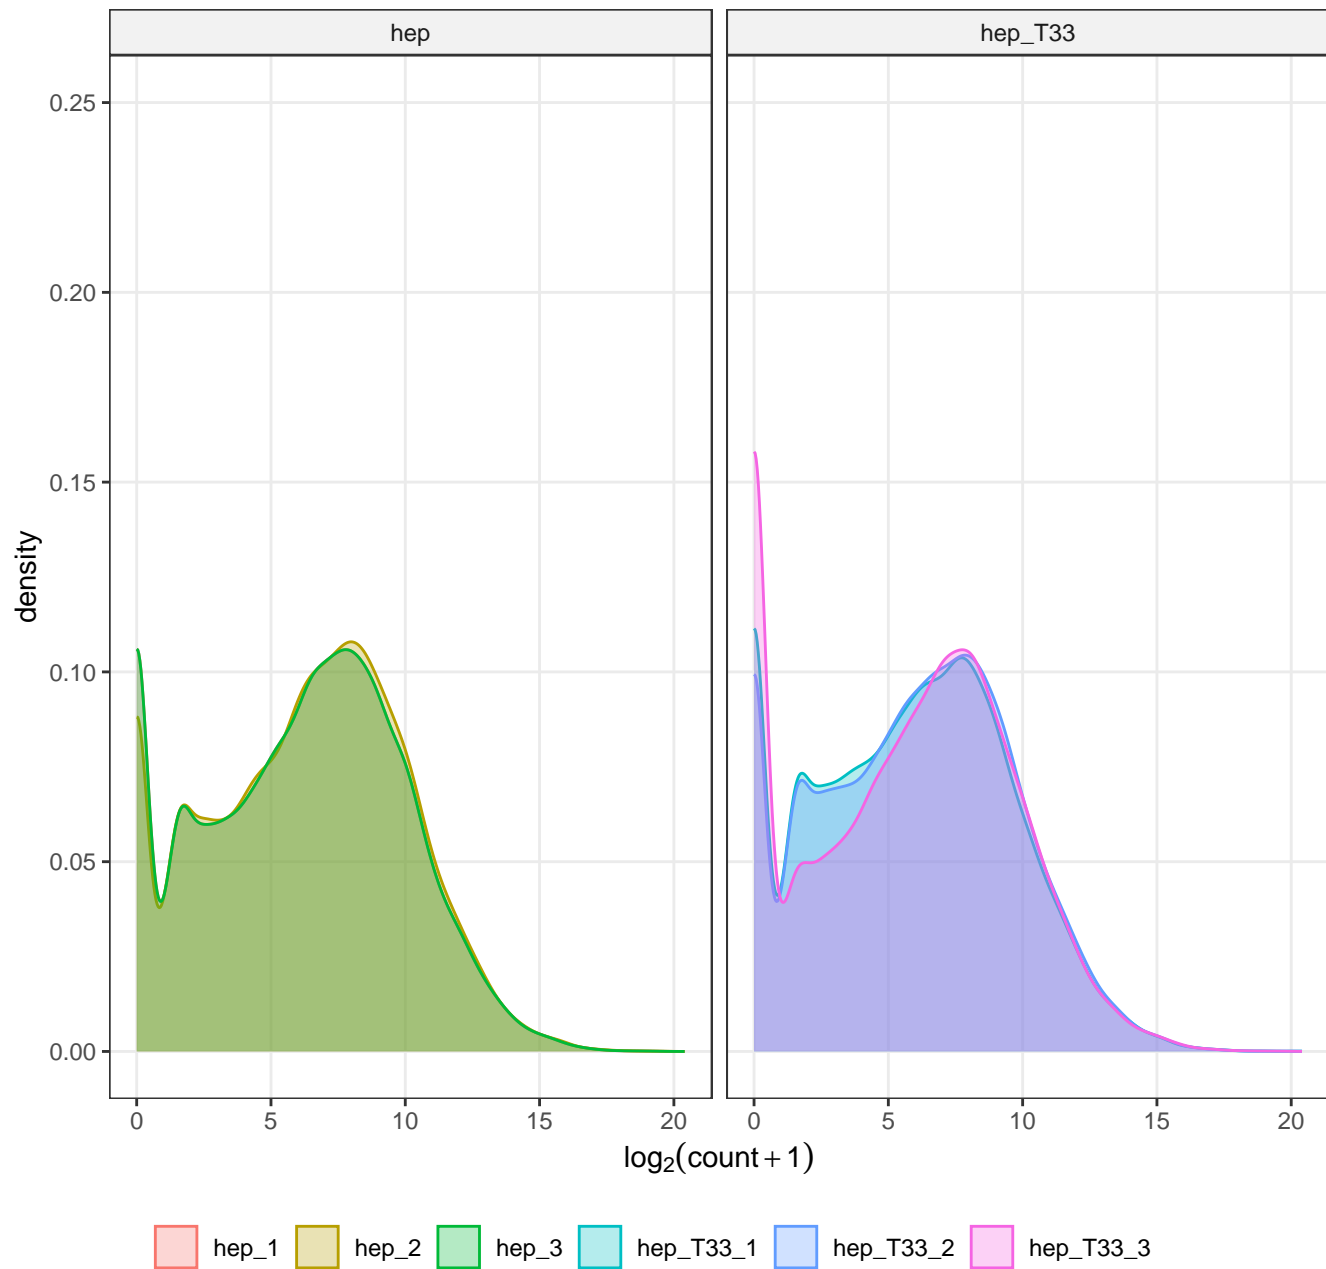 hep hep_T33
0.25
0.20
0.15
0.10
0.05
0.00
density
0 5 10 15 20 0 5 10 15 20
log₂(count + 1)
hep_1 hep_2 hep_3 hep_T33_1 hep_T33_2 hep_T33_3